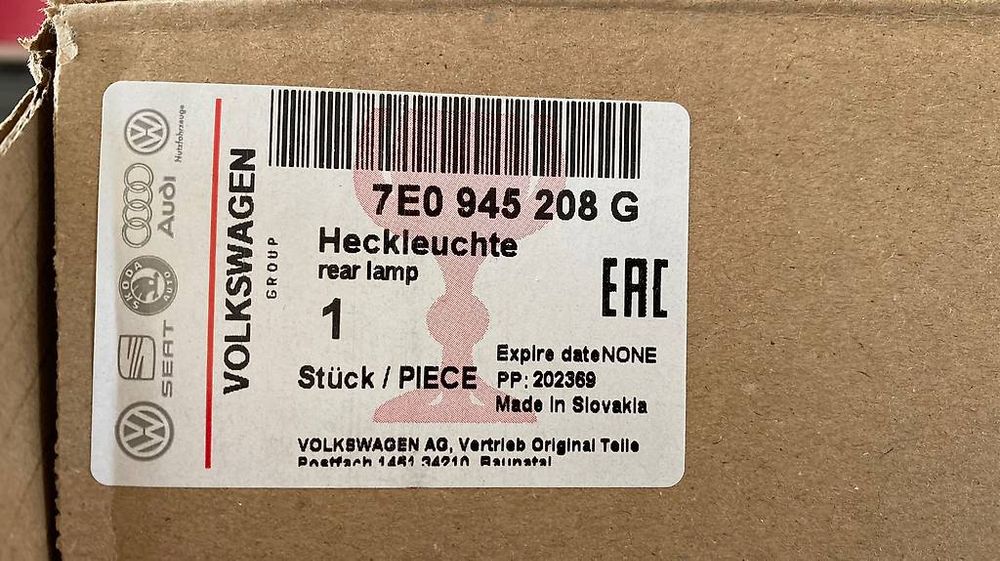 Nutzfahrzeuge
Audi
SKODA
AUTO
SEAT
VOLKSWAGEN
GROUP
7E0 945 208 G
Heckleuchte
rear lamp
EAC
1
Expire dateNONE
Stück / PIECE
PP: 202369
Made in Slovakia
VOLKSWAGEN AG, Vertrieb Original Teile
Postfach 1451 34210 Baunatal